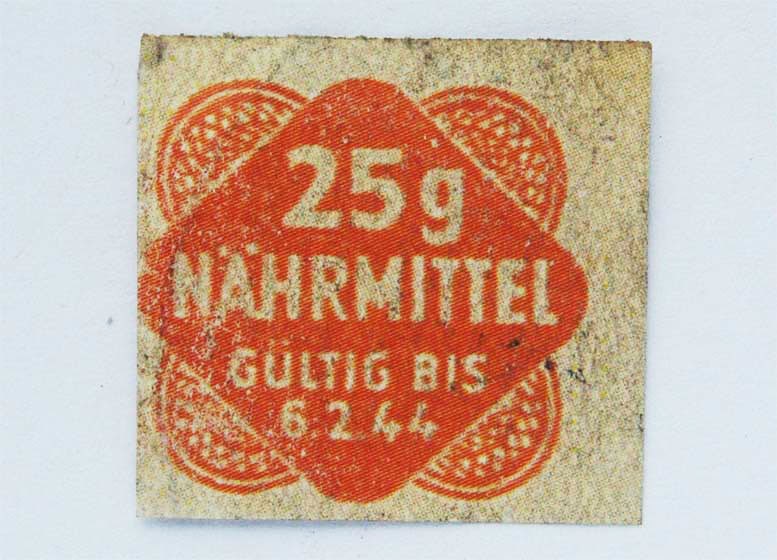 25g
NÄHRMITTEL
GÜLTIG BIS
6 2 44